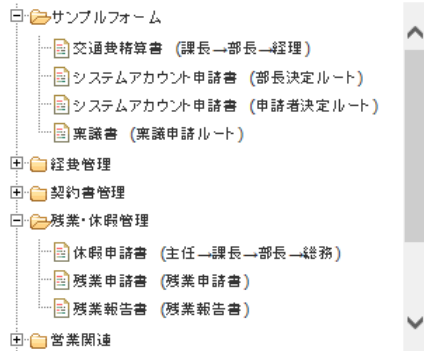 サンプルフォーム
交通費精算書 (課長→部長→経理)
システムアカウント申請書 (部長決定ルート)
システムアカウント申請書 (申請者決定ルート)
稟議書 (稟議申請ルート)
経費管理
契約書管理
残業・休暇管理
休暇申請書 (主任→課長→部長→総務)
残業申請書 (残業申請書)
残業報告書 (残業報告書)
営業関連